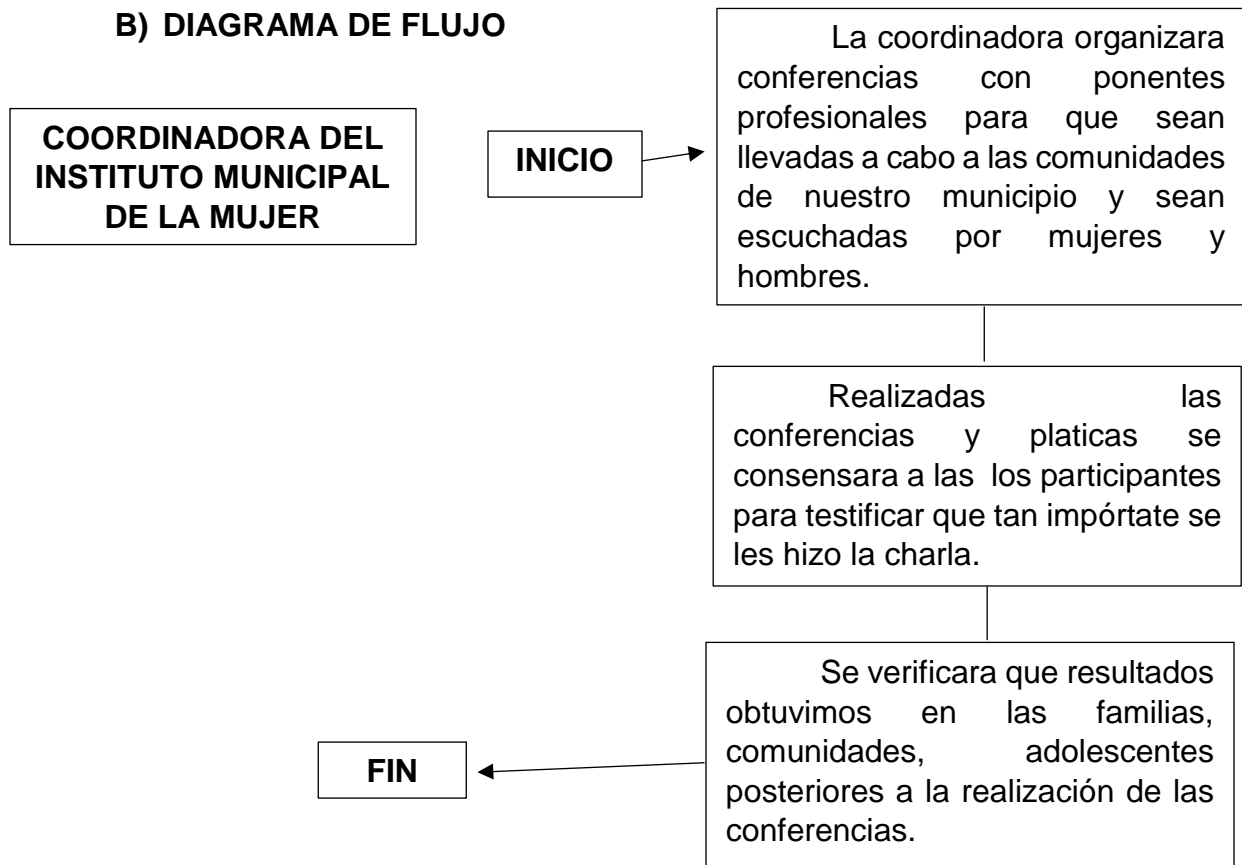 B) DIAGRAMA DE FLUJO
COORDINADORA DEL
INSTITUTO MUNICIPAL
DE LA MUJER
INICIO
La coordinadora organizara
conferencias con ponentes
profesionales para que sean
llevadas a cabo a las comunidades
de nuestro municipio y sean
escuchadas por mujeres y
hombres.
Realizadas las
conferencias y platicas se
consensara a las los participantes
para testificar que tan impórtate se
les hizo la charla.
Se verificara que resultados
obtuvimos en las familias,
comunidades, adolescentes
posteriores a la realización de las
conferencias.
FIN